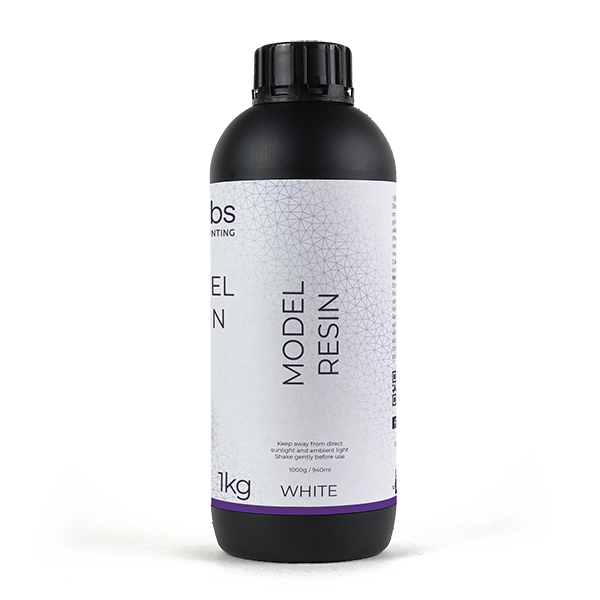 bs
NTING
EL
N
1kg
MODEL
RESIN
Keep away from direct
sunlight and ambient light
Shake gently before use
1000g / 940ml
WHITE